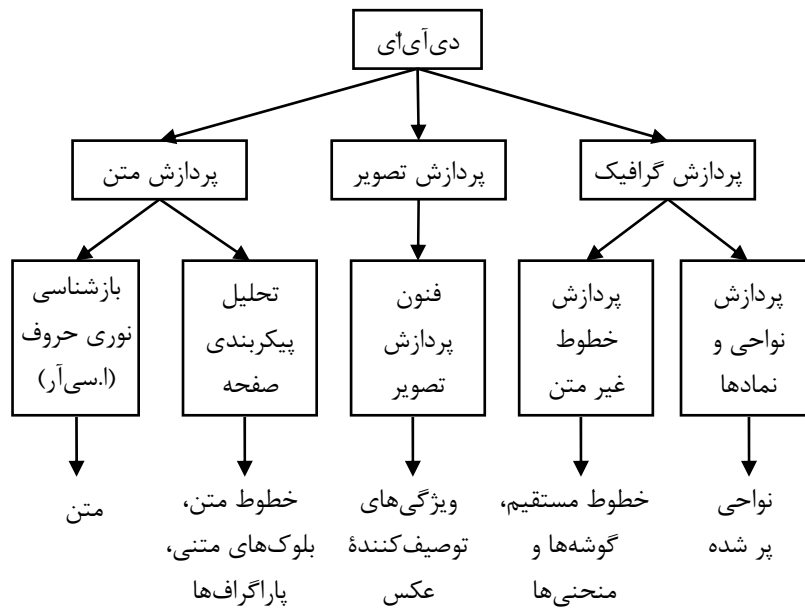 دی‌آی‌ای
پردازش گرافیک
پردازش تصویر
پردازش متن
پردازش
نواحی و
نمادها
پردازش
خطوط
غیر متن
فنون
پردازش
تصویر
تحلیل
پیکربندی
صفحه
بازشناسی
نوری حروف
(ا.سی‌آر)
نواحی
پر شده
خطوط مستقیم،
گوشه‌ها و
منحنی‌ها
ویژگی‌های
توصیف‌کنندهٔ
عکس
خطوط متن،
بلوک‌های متنی،
پاراگراف‌ها
متن